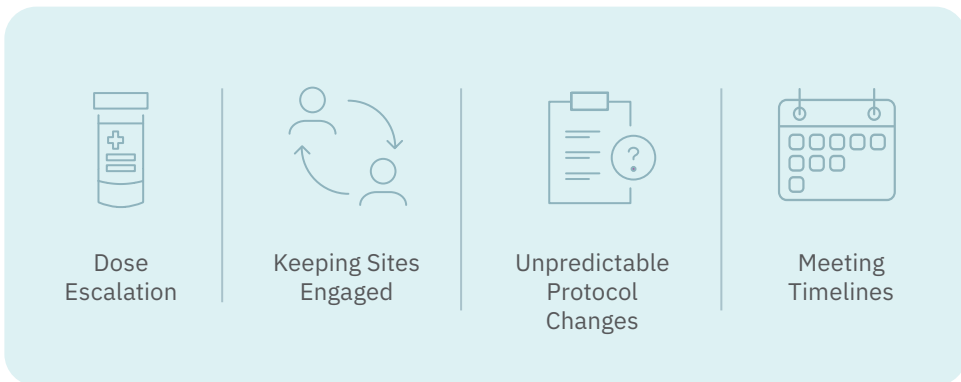 Dose
Escalation
Keeping Sites
Engaged
Unpredictable
Protocol
Changes
Meeting
Timelines
?